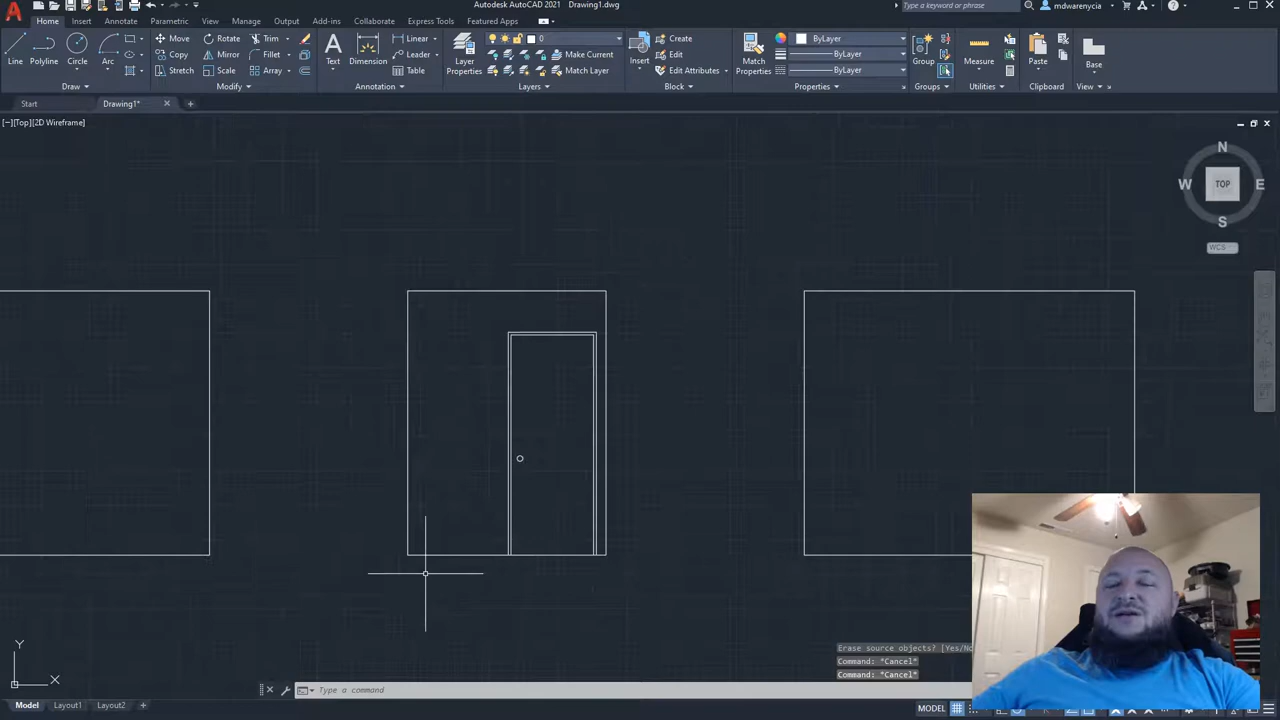 Autodesk AutoCAD 2021 Drawing1.dwg
Type a keyword or phrase
mdwarenycia
Home Insert Annotate Parametric View Manage Output Add-ins Collaborate Express Tools Featured Apps
Line
Polyline
Circle
Arc
Move Rotate Trim
Copy Mirror Fillet
Stretch Scale Array
Text
Dimension
Linear
Leader
Table
Layer
Properties
0
Make Current
Match Layer
Insert
Create
Edit
Edit Attributes
Match
Properties
ByLayer
ByLayer
ByLayer
Group
Measure
Paste
Base
Draw Modify Annotation Layers Block Properties Groups Utilities Clipboard View
Start Drawing1*
[−][Top][2D Wireframe]
N
W TOP E
S
WCS
Y
X
Erase source objects? [Yes/No
Command: *Cancel*
Command: *Cancel*
Type a command
Model Layout1 Layout2
MODEL